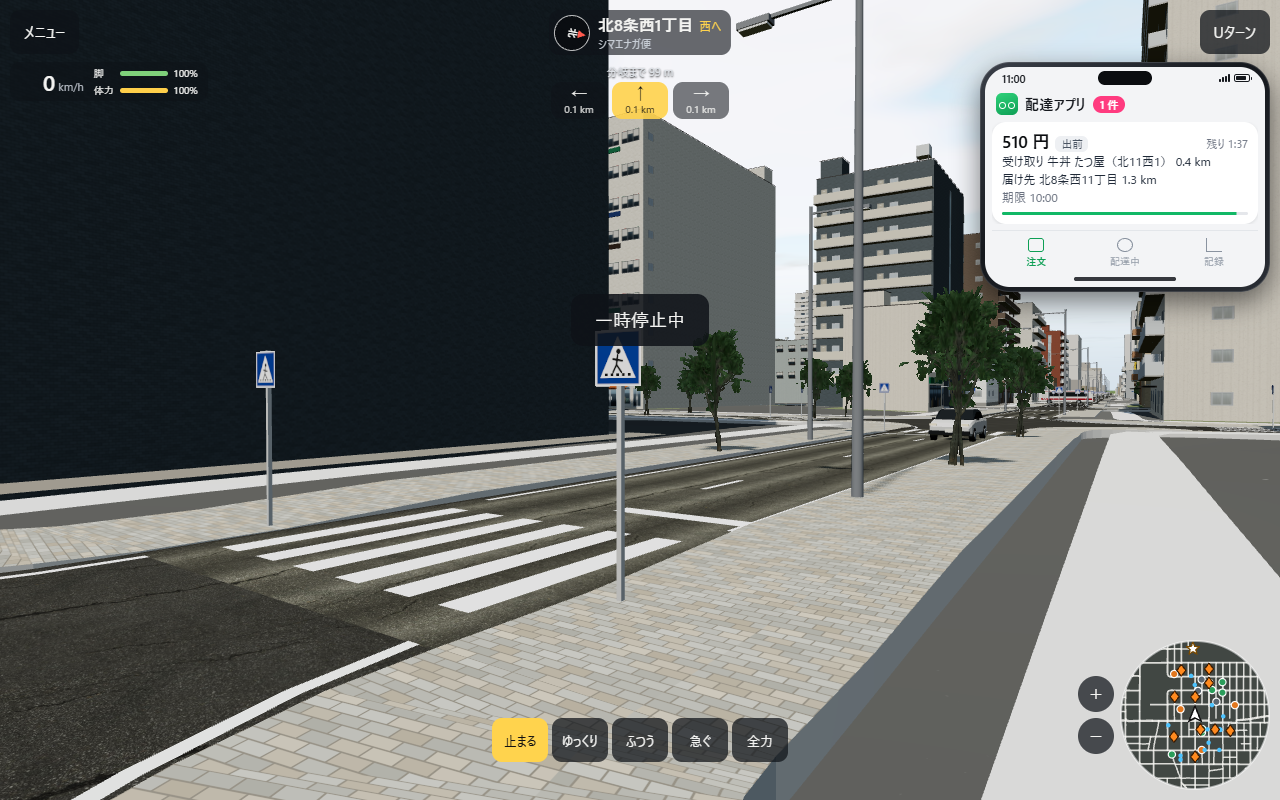 メニュー
0 km/h
脚 100%
体力 100%
北8条西1丁目 西へ
シマエナガ便
分岐まで 99 m
← ↑ →
0.1 km 0.1 km 0.1 km
Uターン
11:00
配達アプリ 1 件
510 円 出前 残り 1:37
受け取り 牛丼 たつ屋（北11西1） 0.4 km
届け先 北8条西11丁目 1.3 km
期限 10:00
注文 配達中 記録
一時停止中
止まる ゆっくり ふつう 急ぐ 全力
+
−